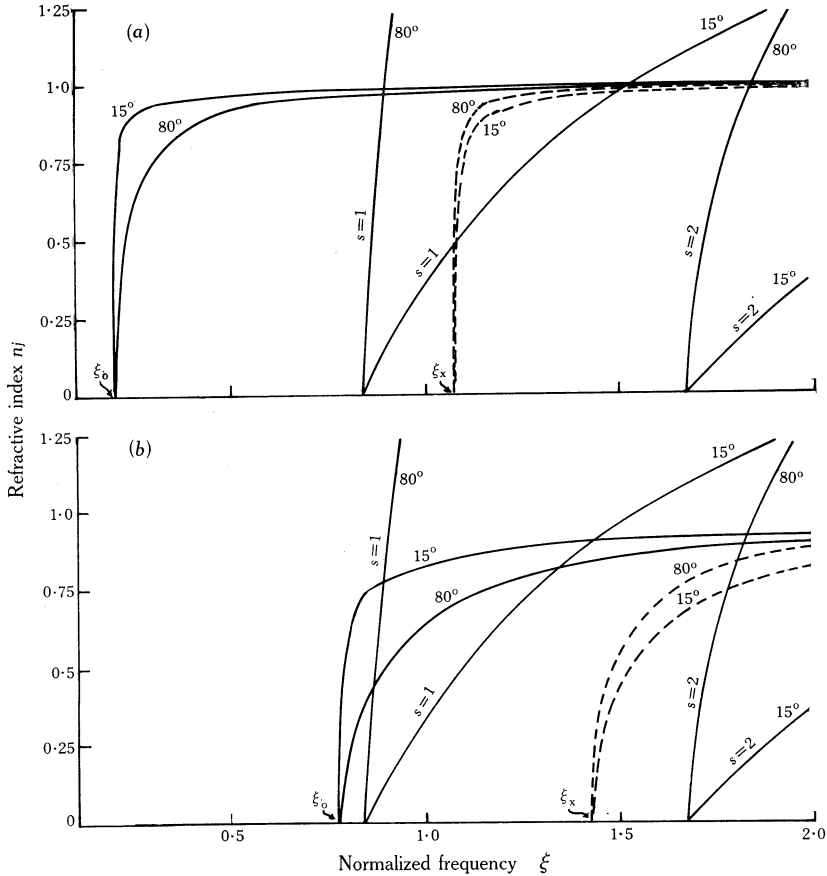 1·25
(a)
80°
15°
80°
1·0
15°
80°
80°
15°
0·75
0·5
s=1
s=1
s=2
15°
0·25
s=2
ξo
ξx
0
Refractive index nj
1·25
(b)
80°
15°
80°
1·0
s=1
15°
80°
80°
15°
0·75
0·5
s=1
s=2
15°
0·25
s=2
ξo
ξx
0
0·5
1·0
1·5
2·0
Normalized frequency ξ